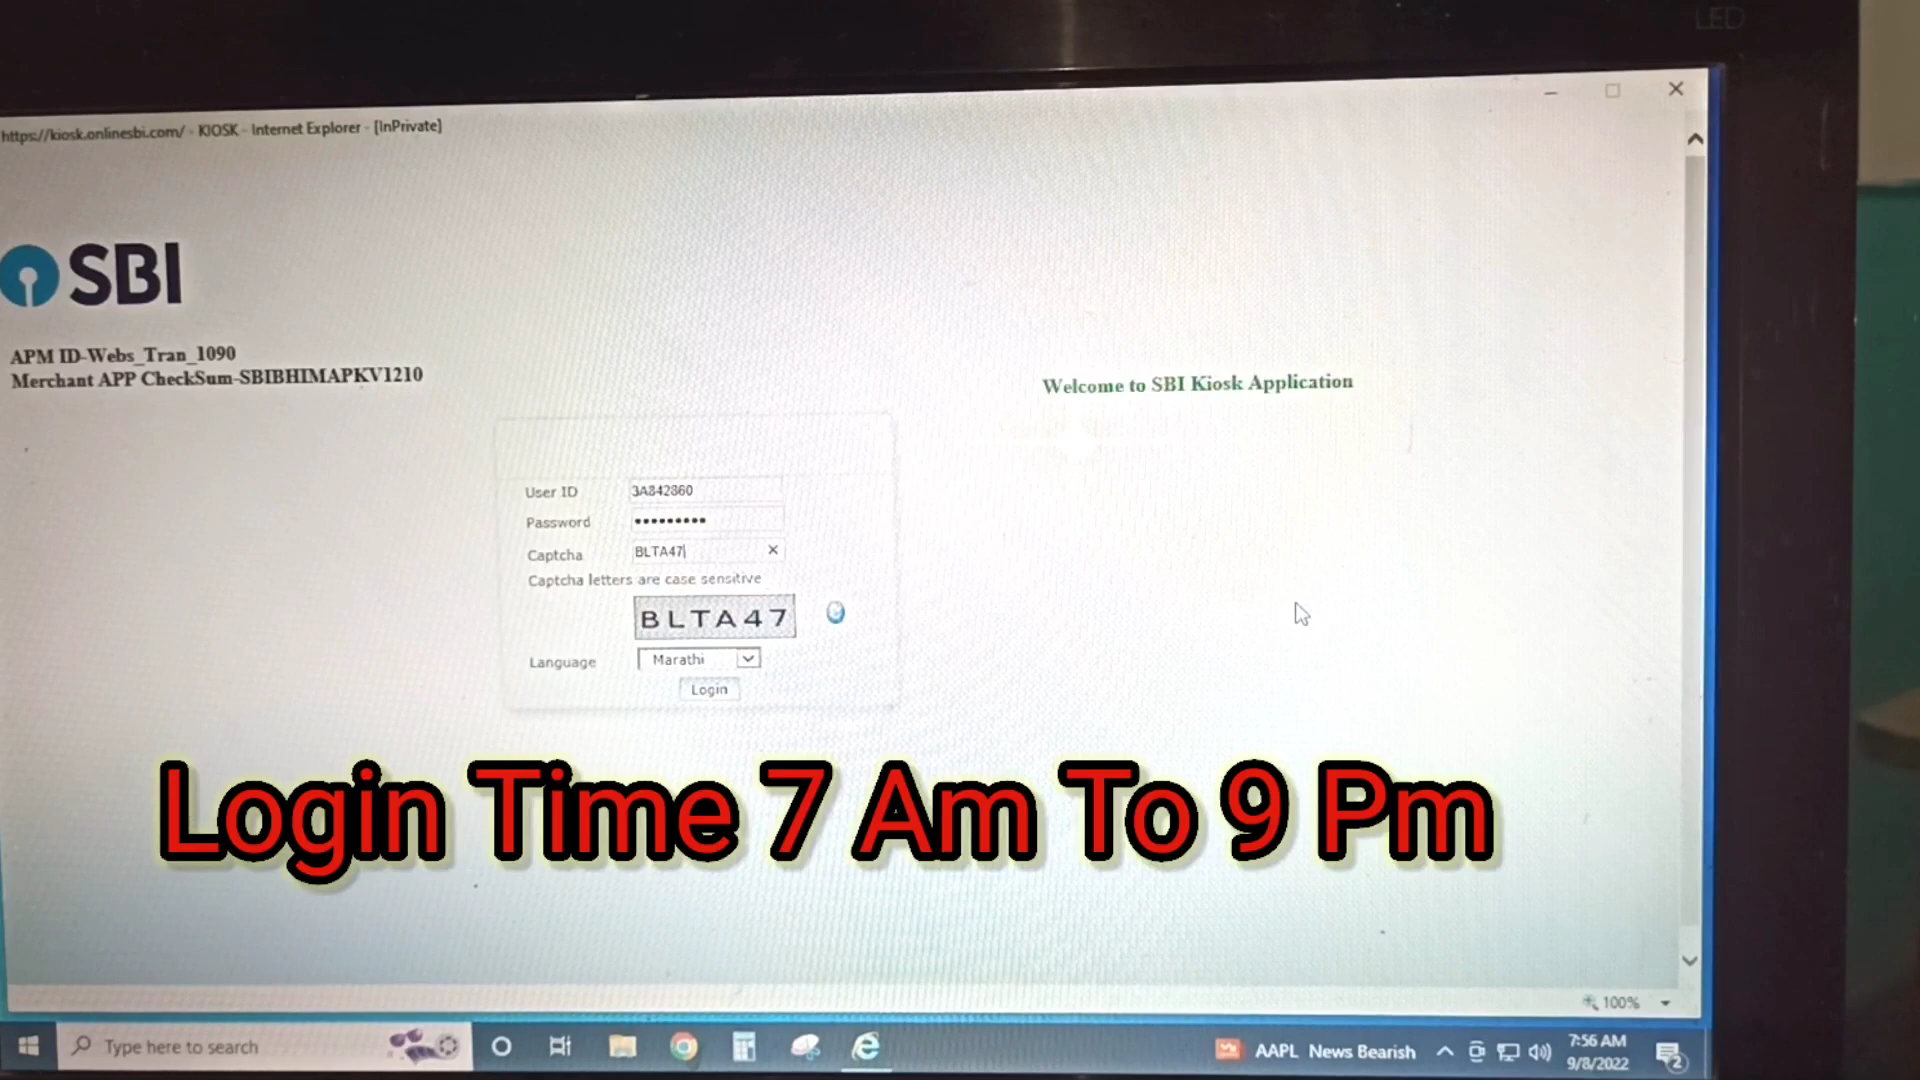 LED
https://kiosk.onlinesbi.com/ - KIOSK - Internet Explorer - [InPrivate]
SBI
APM ID-Webs_Tran_1090
Merchant APP CheckSum-SBIBHIMAPKV1210
Welcome to SBI Kiosk Application
User ID 3A842860
Password •••••••••
Captcha BLTA47
Captcha letters are case sensitive
BLTA47
Language Marathi
Login
Login Time 7 Am To 9 Pm
100%
Type here to search
AAPL News Bearish
7:56 AM
9/8/2022
2